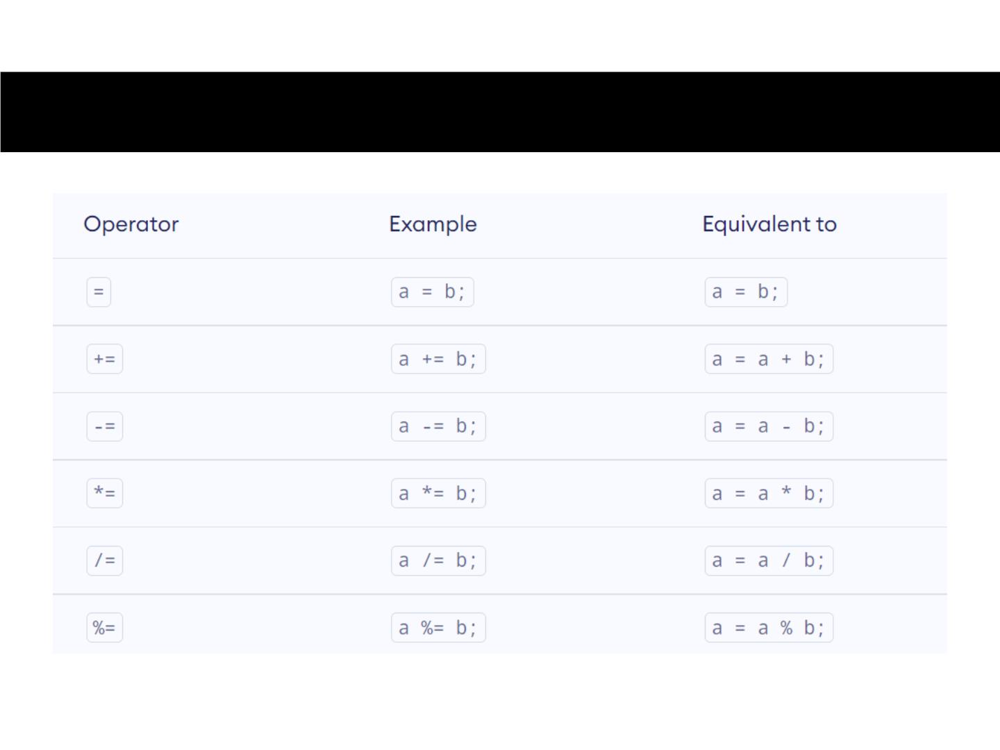 Operator Example Equivalent to
= a = b; a = b;
+= a += b; a = a + b;
-= a -= b; a = a - b;
*= a *= b; a = a * b;
/= a /= b; a = a / b;
%= a %= b; a = a % b;